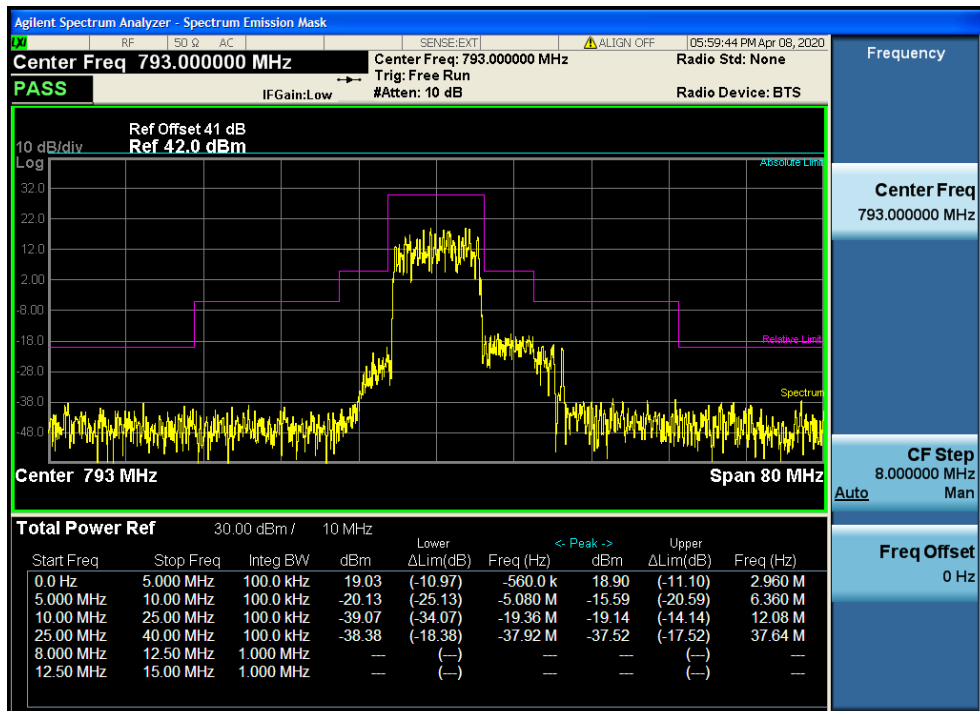 Agilent Spectrum Analyzer - Spectrum Emission Mask
LXI RF 50 Ω AC SENSE:EXT ALIGN OFF 05:59:44 PM Apr 08, 2020
Center Freq 793.000000 MHz
Center Freq: 793.000000 MHz
Radio Std: None
Trig: Free Run
PASS
IFGain:Low
#Atten: 10 dB
Radio Device: BTS
Ref Offset 41 dB
10 dB/div Ref 42.0 dBm
Log
Absolute Limit
32.0
22.0
12.0
2.00
-8.00
-18.0
Relative Limit
-28.0
-38.0
Spectrum
-48.0
Center 793 MHz
Span 80 MHz
Total Power Ref 30.00 dBm / 10 MHz
Lower <- Peak -> Upper
Start Freq Stop Freq Integ BW dBm ΔLim(dB) Freq (Hz) dBm ΔLim(dB) Freq (Hz)
0.0 Hz 5.000 MHz 100.0 kHz 19.03 (-10.97) -560.0 k 18.90 (-11.10) 2.960 M
5.000 MHz 10.00 MHz 100.0 kHz -20.13 (-25.13) -5.080 M -15.59 (-20.59) 6.360 M
10.00 MHz 25.00 MHz 100.0 kHz -39.07 (-34.07) -19.36 M -19.14 (-14.14) 12.08 M
25.00 MHz 40.00 MHz 100.0 kHz -38.38 (-18.38) -37.92 M -37.52 (-17.52) 37.64 M
8.000 MHz 12.50 MHz 1.000 MHz --- (---) --- --- (---) ---
12.50 MHz 15.00 MHz 1.000 MHz --- (---) --- --- (---) ---
Frequency
Center Freq
793.000000 MHz
CF Step
8.000000 MHz
Auto Man
Freq Offset
0 Hz